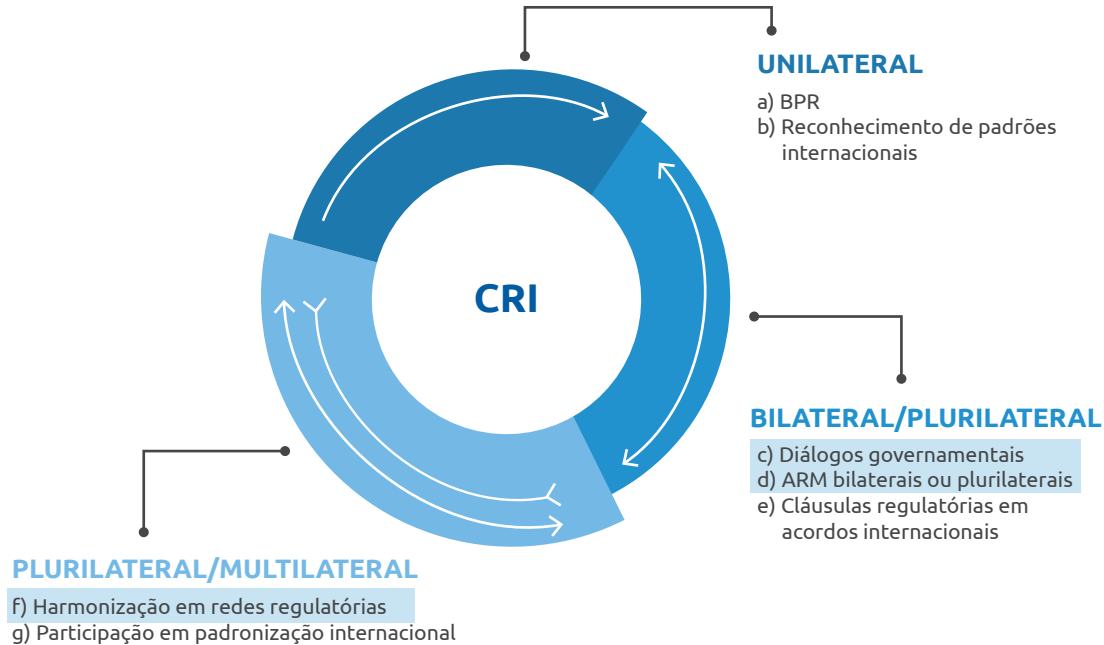 UNILATERAL
a) BPR
b) Reconhecimento de padrões
internacionais
CRI
BILATERAL/PLURILATERAL
c) Diálogos governamentais
d) ARM bilaterais ou plurilaterais
e) Cláusulas regulatórias em
acordos internacionais
PLURILATERAL/MULTILATERAL
f) Harmonização em redes regulatórias
g) Participação em padronização internacional